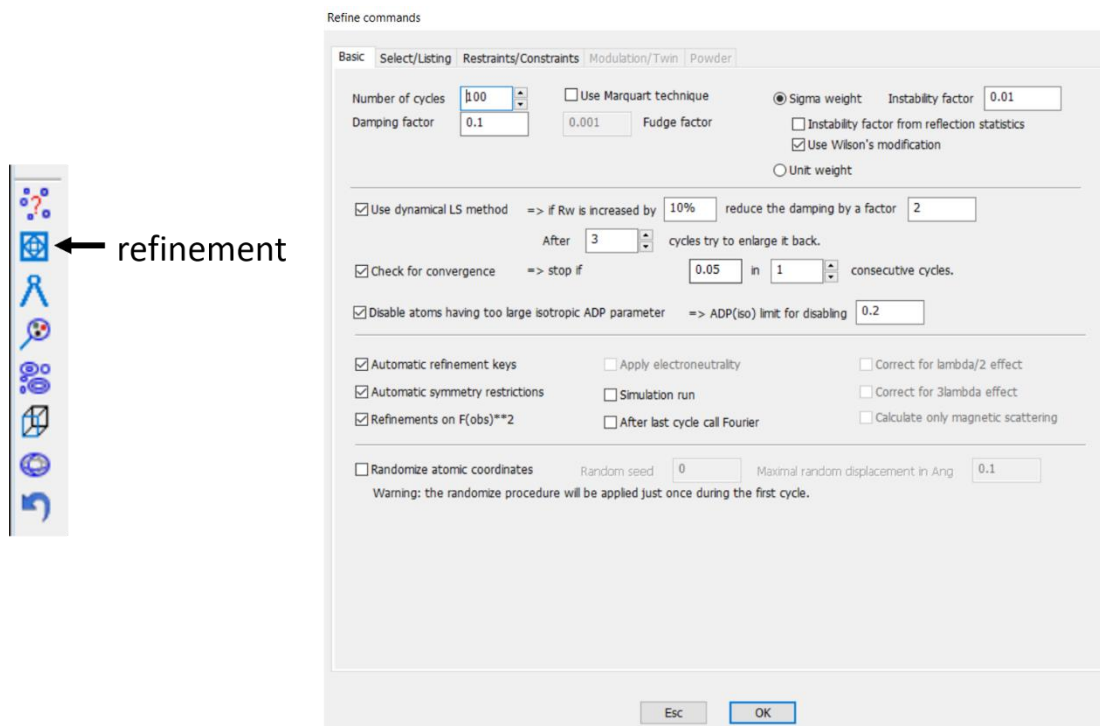 Refine commands
Basic Select/Listing Restraints/Constraints Modulation/Twin Powder
Number of cycles 100 Use Marquart technique Sigma weight Instability factor 0.01
Damping factor 0.1 0.001 Fudge factor Instability factor from reflection statistics
Use Wilson's modification
Unit weight
Use dynamical LS method => if Rw is increased by 10% reduce the damping by a factor 2
After 3 cycles try to enlarge it back.
refinement
Check for convergence => stop if 0.05 in 1 consecutive cycles.
Disable atoms having too large isotropic ADP parameter => ADP(iso) limit for disabling 0.2
Automatic refinement keys Apply electroneutrality Correct for lambda/2 effect
Automatic symmetry restrictions Simulation run Correct for 3lambda effect
Refinements on F(obs)**2 After last cycle call Fourier Calculate only magnetic scattering
Randomize atomic coordinates Random seed 0 Maximal random displacement in Ang 0.1
Warning: the randomize procedure will be applied just once during the first cycle.
Esc OK